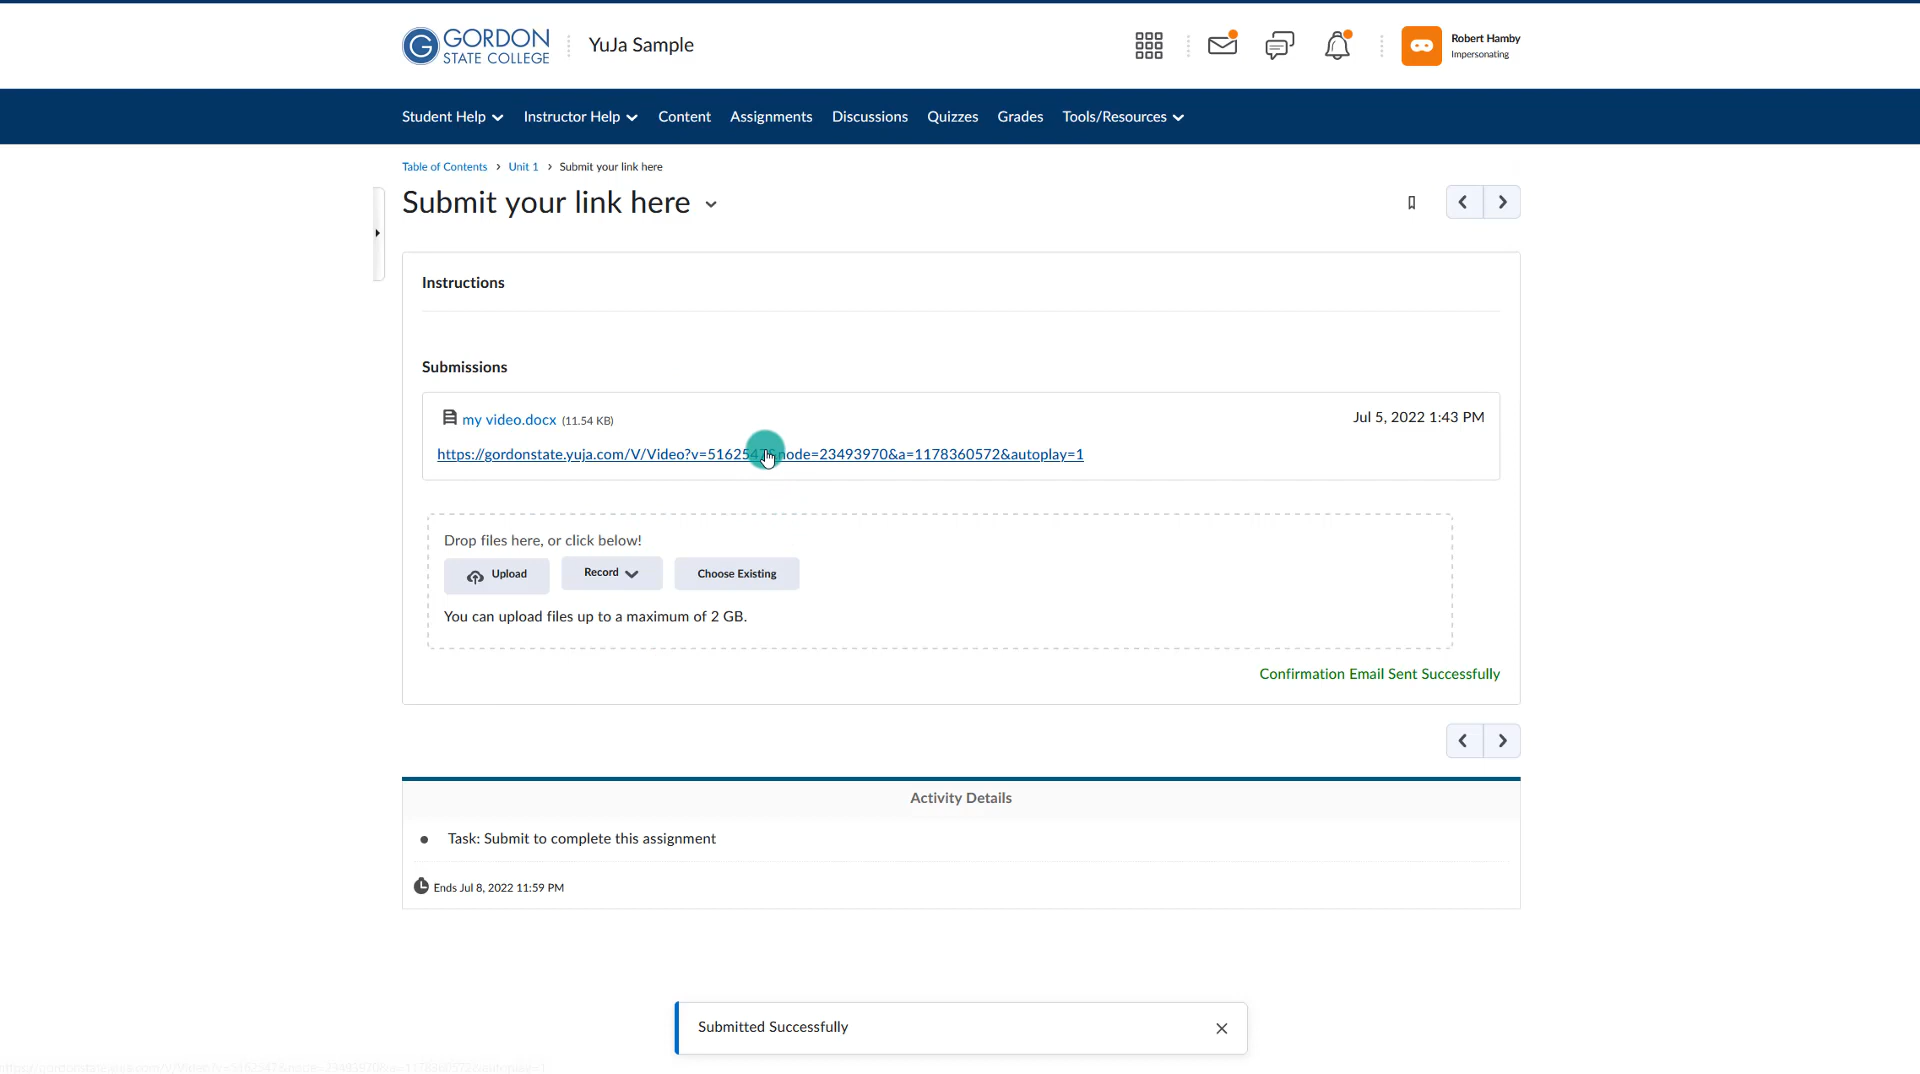 GORDON
STATE COLLEGE
YuJa Sample
Robert Hamby
Impersonating
Student Help
Instructor Help
Content
Assignments
Discussions
Quizzes
Grades
Tools/Resources
Table of Contents > Unit 1 > Submit your link here
Submit your link here
Instructions
Submissions
my video.docx (11.54 KB)
Jul 5, 2022 1:43 PM
https://gordonstate.yuja.com/V/Video?v=5162547&node=23493970&a=1178360572&autoplay=1
Drop files here, or click below!
Upload
Record
Choose Existing
You can upload files up to a maximum of 2 GB.
Confirmation Email Sent Successfully
Activity Details
Task: Submit to complete this assignment
Ends Jul 8, 2022 11:59 PM
Submitted Successfully